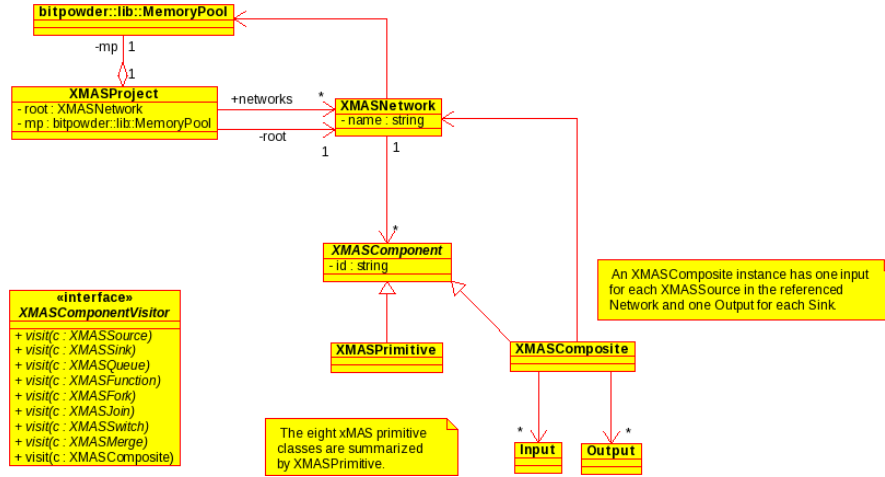 bitpowder::lib::MemoryPool
-mp 1
1
XMASProject
- root : XMASNetwork
- mp : bitpowder::lib::MemoryPool
+networks *
-root
1
XMASNetwork
- name : string
1
*
XMASComponent
- id : string
An XMASComposite instance has one input
for each XMASSource in the referenced
Network and one Output for each Sink.
«interface»
XMASComponentVisitor
+ visit(c : XMASSource)
+ visit(c : XMASSink)
+ visit(c : XMASQueue)
+ visit(c : XMASFunction)
+ visit(c : XMASFork)
+ visit(c : XMASJoin)
+ visit(c : XMASSwitch)
+ visit(c : XMASMerge)
+ visit(c : XMASComposite)
XMASPrimitive
XMASComposite
The eight xMAS primitive
classes are summarized
by XMASPrimitive.
* *
Input
Output